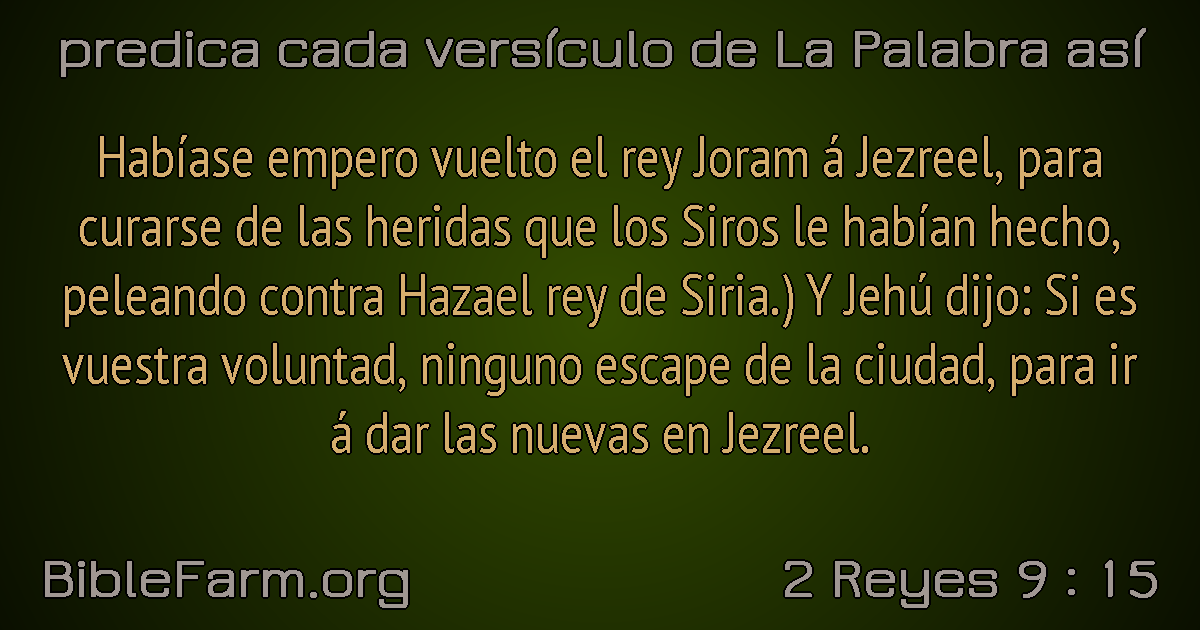 predica cada versículo de La Palabra así
Habíase empero vuelto el rey Joram á Jezreel, para
curarse de las heridas que los Siros le habían hecho,
peleando contra Hazael rey de Siria.) Y Jehú dijo: Si es
vuestra voluntad, ninguno escape de la ciudad, para ir
á dar las nuevas en Jezreel.
BibleFarm.org
2 Reyes 9 : 15